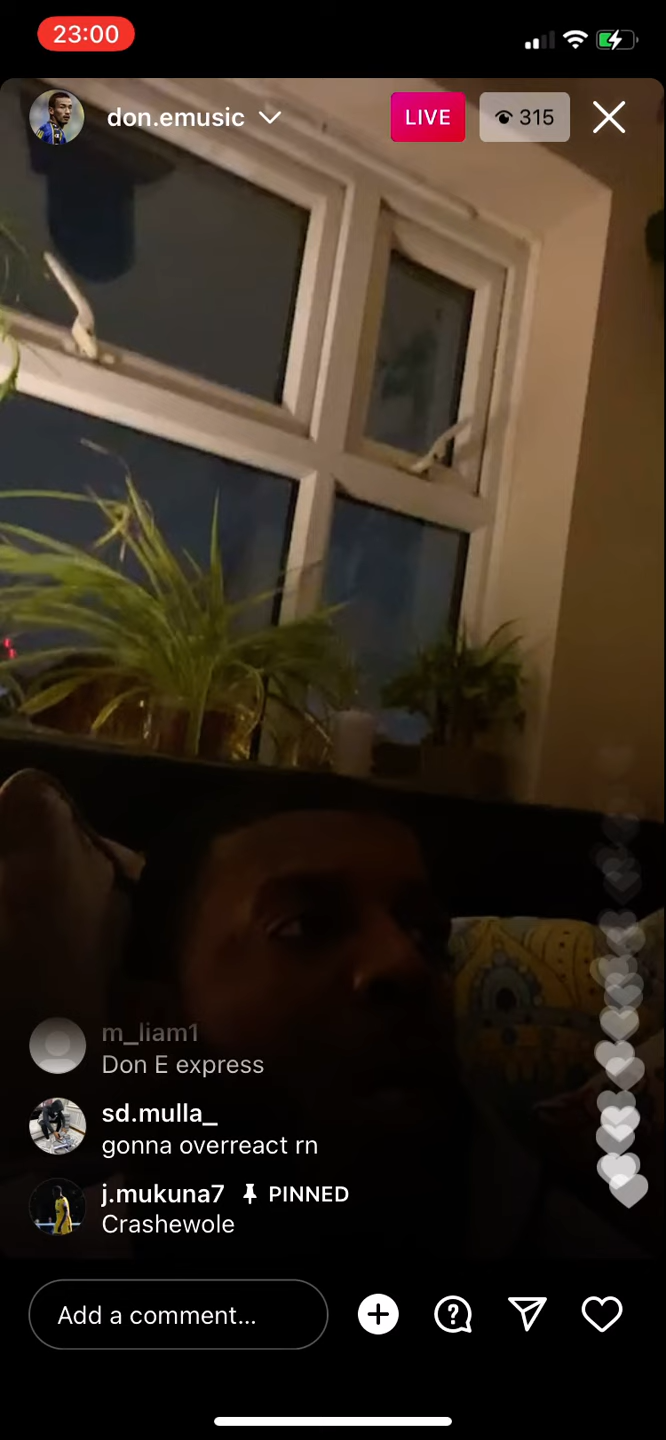 23:00
don.emusic
LIVE
315
m_liam1
Don E express
sd.mulla_
gonna overreact rn
j.mukuna7 PINNED
Crashewole
Add a comment...